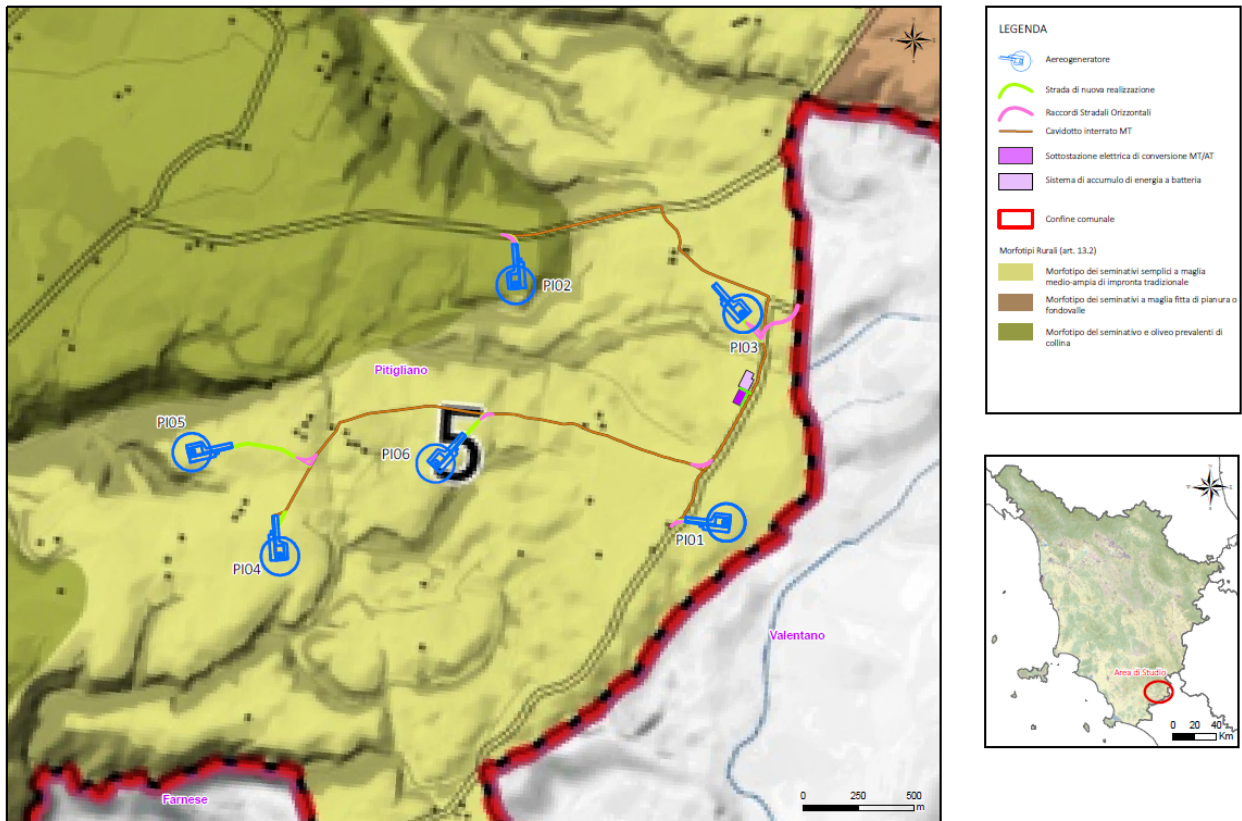 PI02
PI03
Pitigliano
PI05
5
PI06
PI01
PI04
Valentano
Farnese
0 250 500
m
LEGENDA
Aereogeneratore
Strada di nuova realizzazione
Raccordi Stradali Orizzontali
Cavidotto interrato MT
Sottostazione elettrica di conversione MT/AT
Sistema di accumulo di energia a batteria
Confine comunale
Morfotipi Rurali (art. 13.2)
Morfotipo dei seminativi semplici a maglia
medio-ampia di impronta tradizionale
Morfotipo dei seminativi a maglia fitta di pianura o
fondovalle
Morfotipo del seminativo e oliveo prevalenti di
collina
Area di Studio
0 20 40
Km